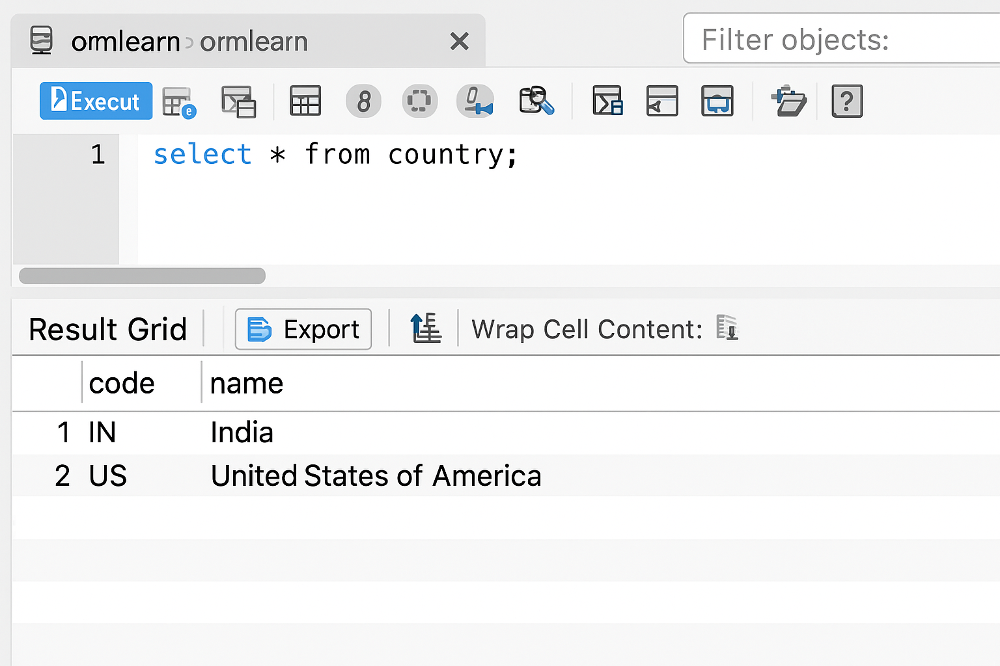 ormlearn › ormlearn ×
Filter objects:
Execut
8
?
1 select * from country;
Result Grid Export Wrap Cell Content:
code name
1 IN India
2 US United States of America